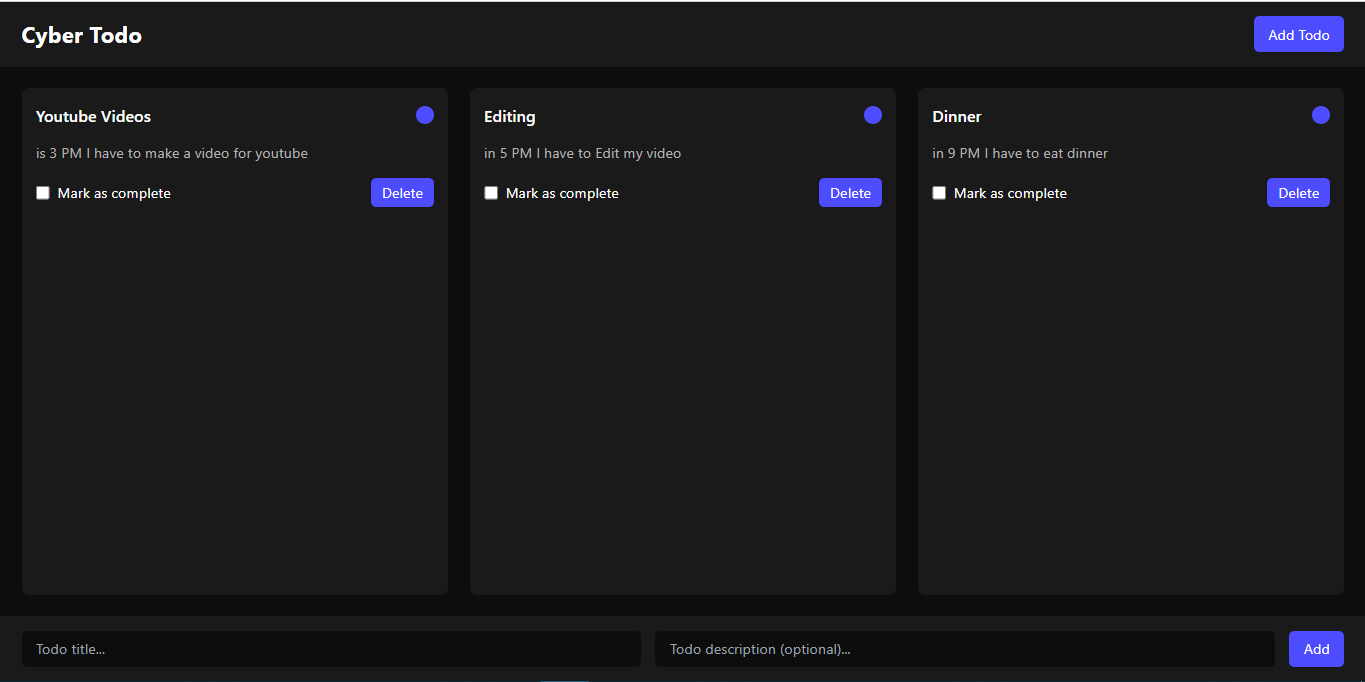 Cyber Todo
Add Todo
Youtube Videos
is 3 PM I have to make a video for youtube
Mark as complete
Delete
Editing
in 5 PM I have to Edit my video
Mark as complete
Delete
Dinner
in 9 PM I have to eat dinner
Mark as complete
Delete
Todo title...
Todo description (optional)...
Add